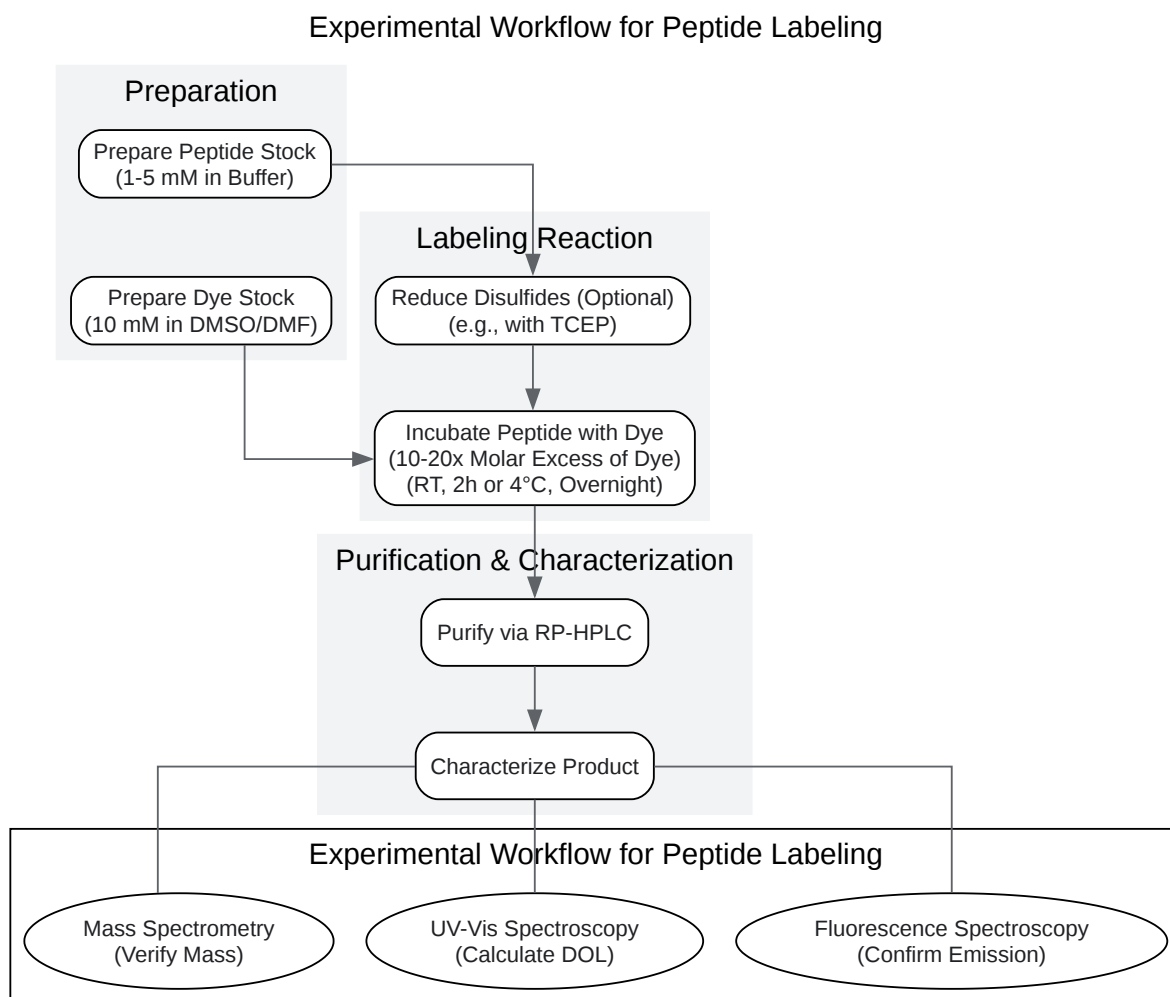 Experimental Workflow for Peptide Labeling
Preparation
Prepare Peptide Stock
(1-5 mM in Buffer)
Labeling Reaction
Prepare Dye Stock
(10 mM in DMSO/DMF)
Reduce Disulfides (Optional)
(e.g., with TCEP)
Incubate Peptide with Dye
(10-20x Molar Excess of Dye)
(RT, 2h or 4°C, Overnight)
Purification & Characterization
Purify via RP-HPLC
Characterize Product
Experimental Workflow for Peptide Labeling
Mass Spectrometry
(Verify Mass)
UV-Vis Spectroscopy
(Calculate DOL)
Fluorescence Spectroscopy
(Confirm Emission)